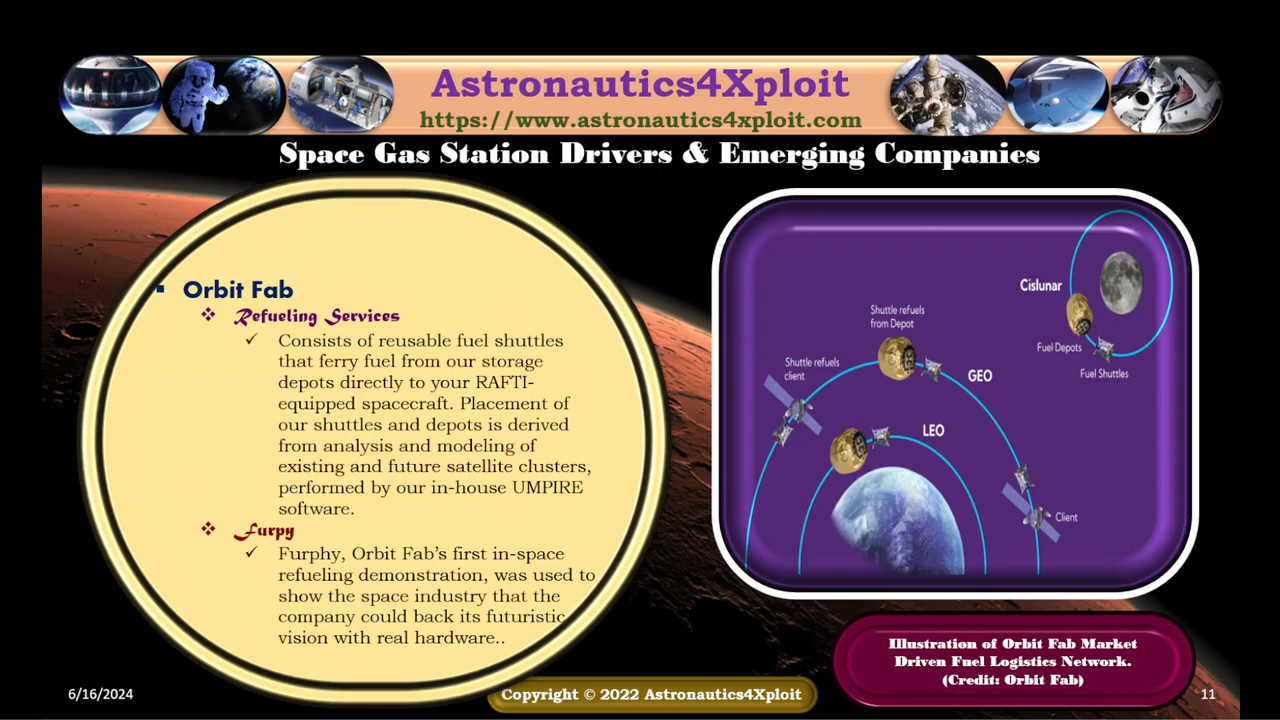 Astronautics4Xploit
https://www.astronautics4xploit.com
Space Gas Station Drivers & Emerging Companies
▪ Orbit Fab
❖ Refueling Services
✓ Consists of reusable fuel shuttles
that ferry fuel from our storage
depots directly to your RAFTI-
equipped spacecraft. Placement of
our shuttles and depots is derived
from analysis and modeling of
existing and future satellite clusters,
performed by our in-house UMPIRE
software.
❖ Furpy
✓ Furphy, Orbit Fab's first in-space
refueling demonstration, was used to
show the space industry that the
company could back its futuristic
vision with real hardware..
Cislunar
Fuel Depots
Fuel Shuttles
Shuttle refuels
from Depot
GEO
Shuttle refuels
client
LEO
Client
Illustration of Orbit Fab Market
Driven Fuel Logistics Network.
(Credit: Orbit Fab)
6/16/2024
Copyright © 2022 Astronautics4Xploit
11